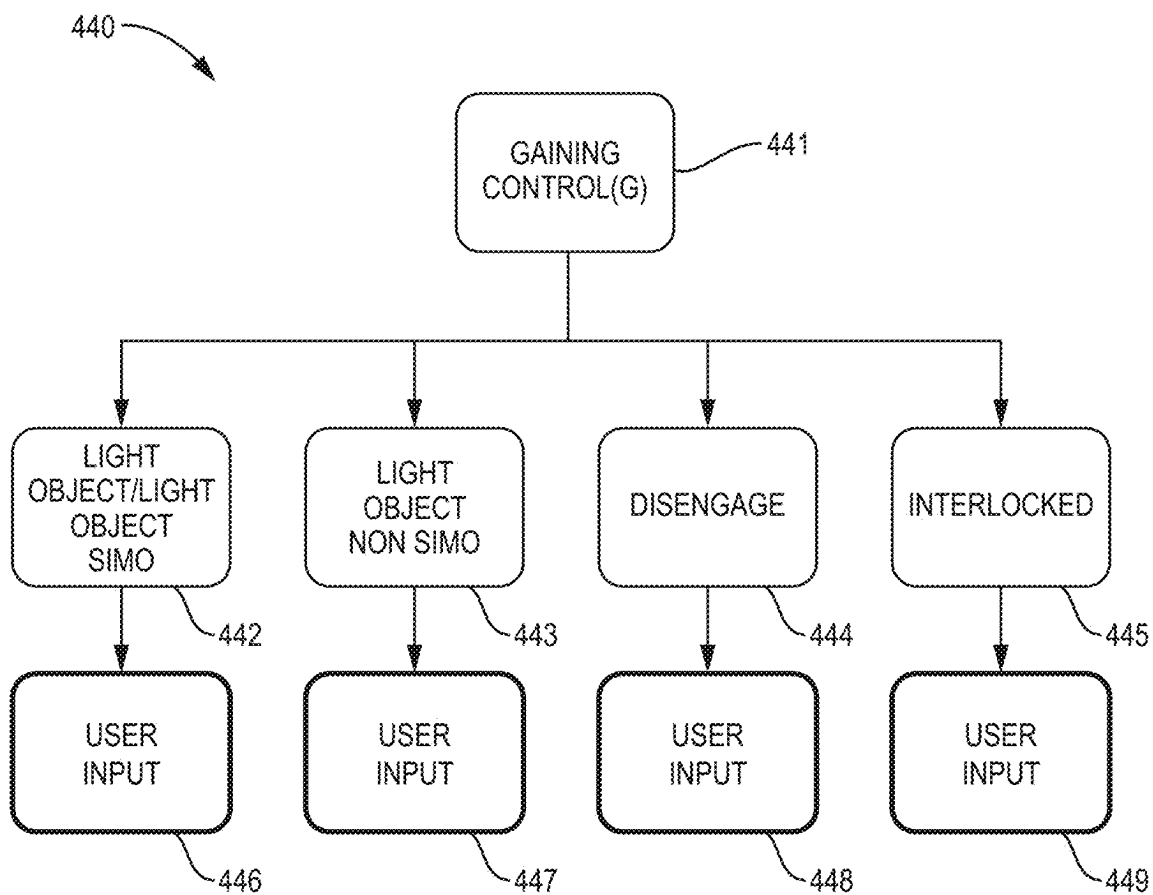 440
GAINING
CONTROL(G)
441
LIGHT
OBJECT/LIGHT
OBJECT
SIMO
442
LIGHT
OBJECT
NON SIMO
443
DISENGAGE
444
INTERLOCKED
445
USER
INPUT
446
USER
INPUT
447
USER
INPUT
448
USER
INPUT
449